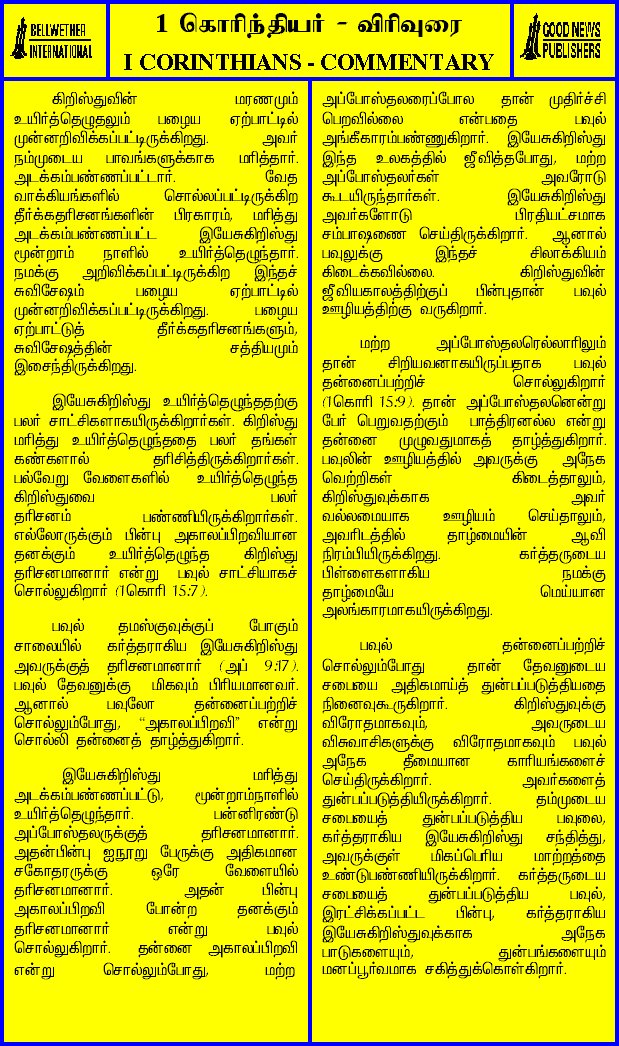 BELLWETHER
INTERNATIONAL
1 கொரிந்தியர் - விரிவுரை
I CORINTHIANS - COMMENTARY
GOOD NEWS
PUBLISHERS
கிறிஸ்துவின் மரணமும்
உயிர்த்தெழுதலும் பழைய ஏற்பாட்டில்
முன்னறிவிக்கப்பட்டிருக்கிறது. அவர்
நம்முடைய பாவங்களுக்காக மரித்தார்.
அடக்கம்பண்ணப்பட்டார். வேத
வாக்கியங்களில் சொல்லப்பட்டிருக்கிற
தீர்க்கதரிசனங்களின் பிரகாரம், மரித்து
அடக்கம்பண்ணப்பட்ட இயேசுகிறிஸ்து
மூன்றாம் நாளில் உயிர்த்தெழுந்தார்.
நமக்கு அறிவிக்கப்பட்டிருக்கிற இந்தச்
சுவிசேஷம் பழைய ஏற்பாட்டில்
முன்னறிவிக்கப்பட்டிருக்கிறது. பழைய
ஏற்பாட்டுத் தீர்க்கதரிசனங்களும்,
சுவிசேஷத்தின் சத்தியமும்
இசைந்திருக்கிறது.
இயேசுகிறிஸ்து உயிர்த்தெழுந்ததற்கு
பலர் சாட்சிகளாகயிருக்கிறார்கள். கிறிஸ்து
மரித்து உயிர்த்தெழுந்ததை பலர் தங்கள்
கண்களால் தரிசித்திருக்கிறார்கள்.
பல்வேறு வேளைகளில் உயிர்த்தெழுந்த
கிறிஸ்துவை பலர்
தரிசனம் பண்ணியிருக்கிறார்கள்.
எல்லோருக்கும் பின்பு அகாலப்பிறவியான
தனக்கும் உயிர்த்தெழுந்த கிறிஸ்து
தரிசனமானார் என்று பவுல் சாட்சியாகச்
சொல்லுகிறார் (1கொரி 15:7).
பவுல் தமஸ்குவுக்குப் போகும்
சாலையில் கர்த்தராகிய இயேசுகிறிஸ்து
அவருக்குத் தரிசனமானார் (அப் 9:17).
பவுல் தேவனுக்கு மிகவும் பிரியமானவர்.
ஆனால் பவுலோ தன்னைப்பற்றிச்
சொல்லும்போது, “அகாலப்பிறவி” என்று
சொல்லி தன்னைத் தாழ்த்துகிறார்.
இயேசுகிறிஸ்து மரித்து
அடக்கம்பண்ணப்பட்டு, மூன்றாம்நாளில்
உயிர்த்தெழுந்தார். பன்னிரண்டு
அப்போஸ்தலருக்குத் தரிசனமானார்.
அதன்பின்பு ஐநூறு பேருக்கு அதிகமான
சகோதரருக்கு ஒரே வேளையில்
தரிசனமானார். அதன் பின்பு
அகாலப்பிறவி போன்ற தனக்கும்
தரிசனமானார் என்று பவுல்
சொல்லுகிறார். தன்னை அகாலப்பிறவி
என்று சொல்லும்போது, மற்ற
அப்போஸ்தலரைப்போல தான் முதிர்ச்சி
பெறவில்லை என்பதை பவுல்
அங்கீகாரம்பண்ணுகிறார். இயேசுகிறிஸ்து
இந்த உலகத்தில் ஜீவித்தபோது, மற்ற
அப்போஸ்தலர்கள் அவரோடு
கூடயிருந்தார்கள். இயேசுகிறிஸ்து
அவர்களோடு பிரதியட்சமாக
சம்பாஷணை செய்திருக்கிறார். ஆனால்
பவுலுக்கு இந்தச் சிலாக்கியம்
கிடைக்கவில்லை. கிறிஸ்துவின்
ஜீவியகாலத்திற்குப் பின்புதான் பவுல்
ஊழியத்திற்கு வருகிறார்.
மற்ற அப்போஸ்தலரெல்லாரிலும்
தான் சிறியவனாகயிருப்பதாக பவுல்
தன்னைப்பற்றிச் சொல்லுகிறார்
(1கொரி 15:9). தான் அப்போஸ்தலனென்று
பேர் பெறுவதற்கும் பாத்திரனல்ல என்று
தன்னை முழுவதுமாகத் தாழ்த்துகிறார்.
பவுலின் ஊழியத்தில் அவருக்கு அநேக
வெற்றிகள் கிடைத்தாலும்,
கிறிஸ்துவுக்காக அவர்
வல்லமையாக ஊழியம் செய்தாலும்,
அவரிடத்தில் தாழ்மையின் ஆவி
நிரம்பியிருக்கிறது. கர்த்தருடைய
பிள்ளைகளாகிய நமக்கு
தாழ்மையே மெய்யான
அலங்காரமாகயிருக்கிறது.
பவுல் தன்னைப்பற்றிச்
சொல்லும்போது தான் தேவனுடைய
சபையை அதிகமாய்த் துன்பப்படுத்தியதை
நினைவுகூருகிறார். கிறிஸ்துவுக்கு
விரோதமாகவும், அவருடைய
விசுவாசிகளுக்கு விரோதமாகவும் பவுல்
அநேக தீமையான காரியங்களைச்
செய்திருக்கிறார். அவர்களைத்
துன்பப்படுத்தியிருக்கிறார். தம்முடைய
சபையைத் துன்பப்படுத்திய பவுலை,
கர்த்தராகிய இயேசுகிறிஸ்து சந்தித்து,
அவருக்குள் மிகப்பெரிய மாற்றத்தை
உண்டுபண்ணியிருக்கிறார். கர்த்தருடைய
சபையைத் துன்பப்படுத்திய பவுல்,
இரட்சிக்கப்பட்ட பின்பு, கர்த்தராகிய
இயேசுகிறிஸ்துவுக்காக அநேக
பாடுகளையும், துன்பங்களையும்
மனப்பூர்வமாக சகித்துக்கொள்கிறார்.